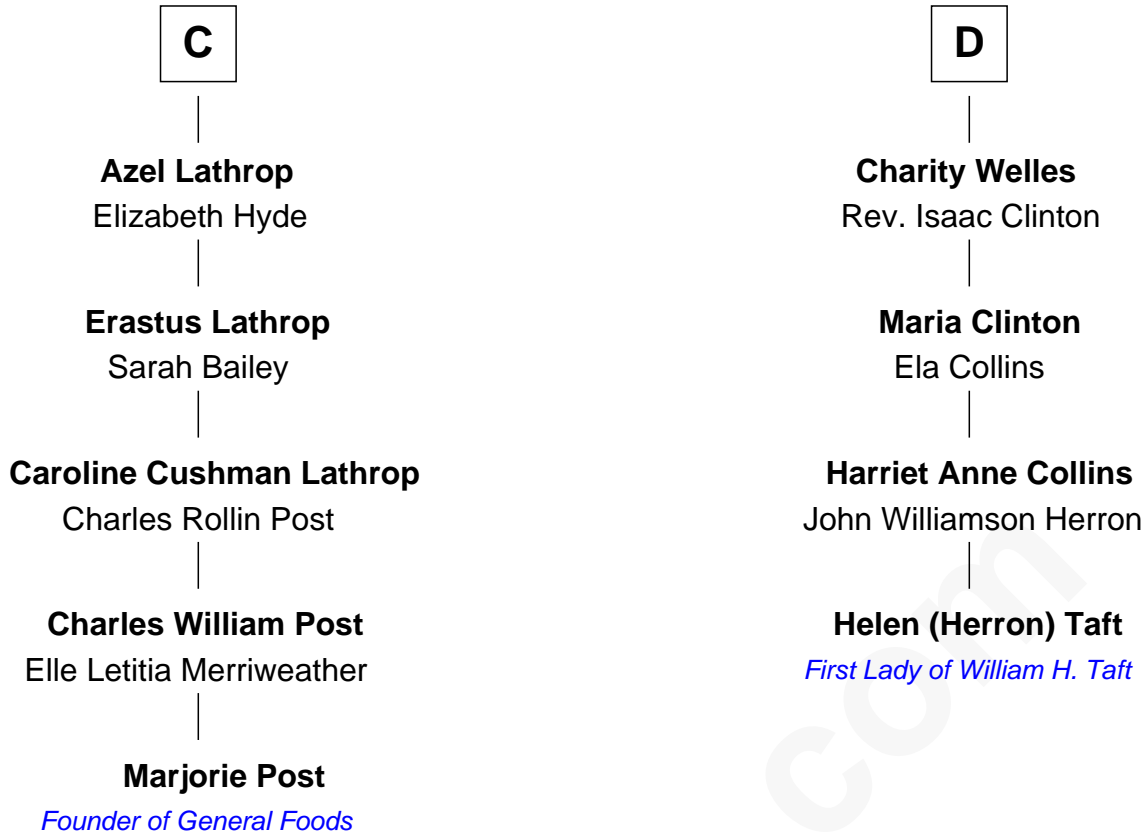 C
Azel Lathrop
Elizabeth Hyde
Erastus Lathrop
Sarah Bailey
Caroline Cushman Lathrop
Charles Rollin Post
Charles William Post
Elle Letitia Merriweather
Marjorie Post
Founder of General Foods
D
Charity Welles
Rev. Isaac Clinton
Maria Clinton
Ela Collins
Harriet Anne Collins
John Williamson Herron
Helen (Herron) Taft
First Lady of William H. Taft
com